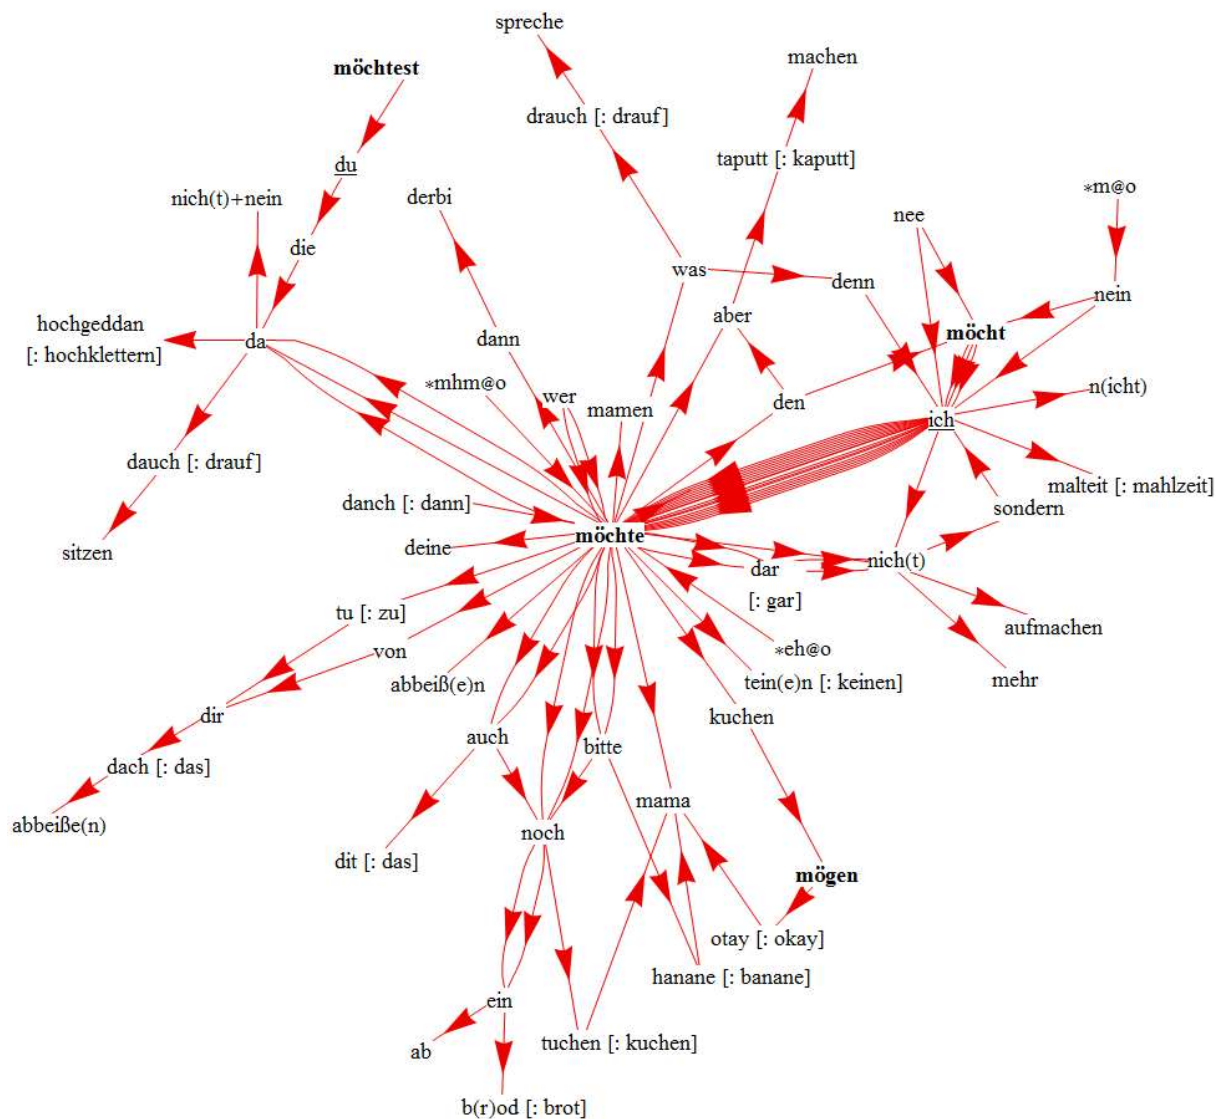 spreche
machen
möchtest
drauch [: drauf]
taputt [: kaputt]
du
nich(t)+nein
derbi
*m@o
nee
die
was
denn
nein
hochgeddan
[: hochklettern]
da
dann
aber
möcht
*mhm@o
wer
mamen
den
n(icht)
ich
dauch [: drauf]
malteit [: mahlzeit]
danch [: dann]
sondern
sitzen
möchte
deine
nich(t)
dar
[: gar]
tu [: zu]
aufmachen
von
*eh@o
abbeiß(e)n
tein(e)n [: keinen]
mehr
dir
kuchen
auch
bitte
dach [: das]
mama
abbeiße(n)
noch
dit [: das]
mögen
otay [: okay]
hanane [: banane]
ein
tuchen [: kuchen]
ab
b(r)od [: brot]